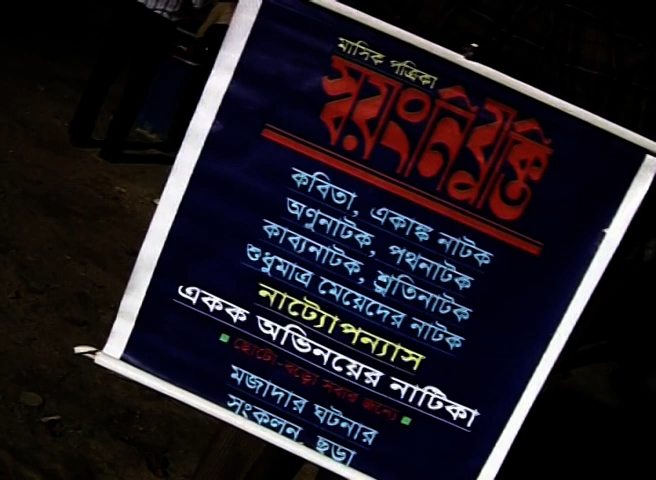 মাসিক পত্রিকা
স্বয়ংনিযুক্তি
কবিতা, একাঙ্ক নাটক
অণুনাটক, পথনাটক
কাব্যনাটক, শ্রুতিনাটক
শুধুমাত্র মেয়েদের নাটক
নাট্যোপন্যাস
একক অভিনয়ের নাটিকা
ছোটো-বড়ো সবার জন্যে
মজাদার ঘটনার
সংকলন, ছড়া